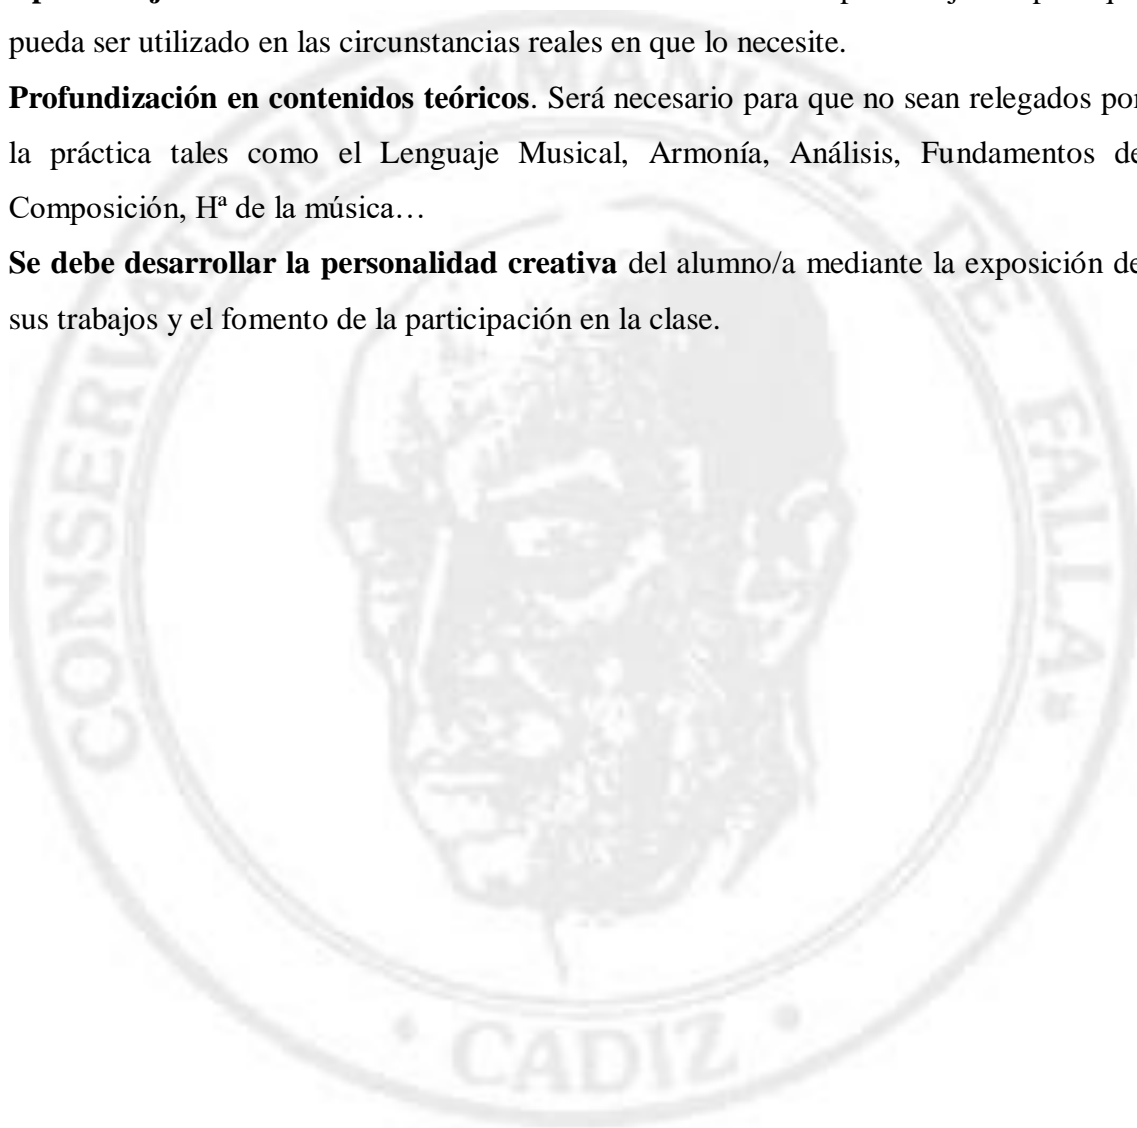 pueda ser utilizado en las circunstancias reales en que lo necesite.
Profundización en contenidos teóricos. Será necesario para que no sean relegados por
la práctica tales como el Lenguaje Musical, Armonía, Análisis, Fundamentos de
Composición, Hª de la música…
Se debe desarrollar la personalidad creativa del alumno/a mediante la exposición de
sus trabajos y el fomento de la participación en la clase.
CONSERVATORIO "MANUEL DE FALLA"
· CADIZ ·